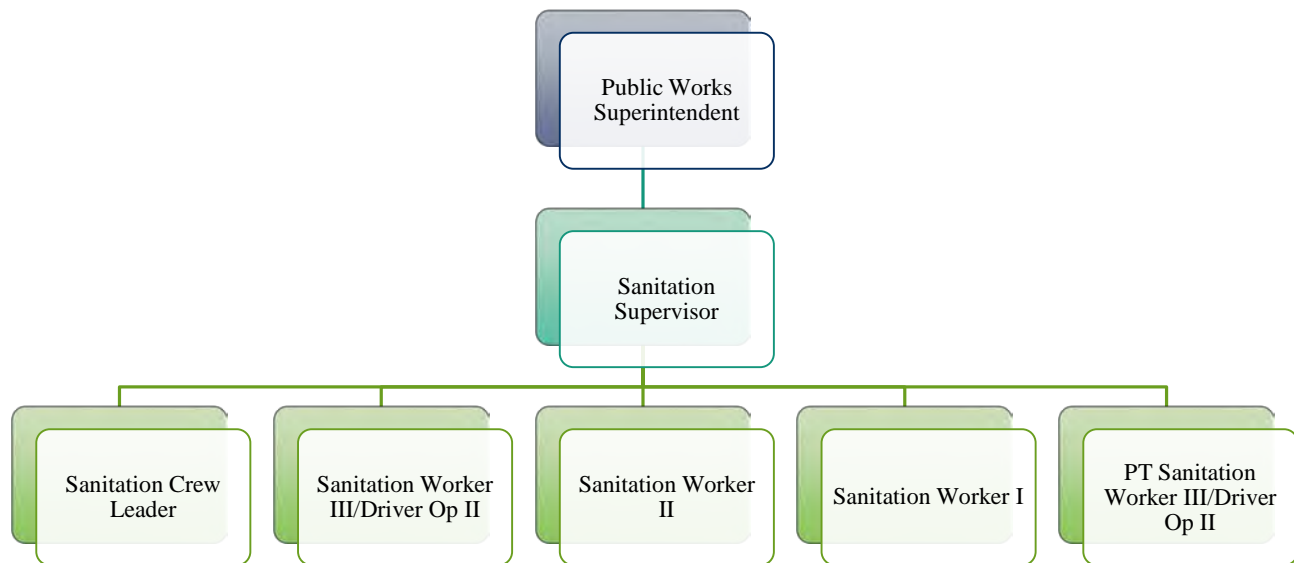 Public Works
Superintendent
Sanitation
Supervisor
Sanitation Crew
Leader
Sanitation Worker
III/Driver Op II
Sanitation Worker
II
Sanitation Worker I
PT Sanitation
Worker III/Driver
Op II